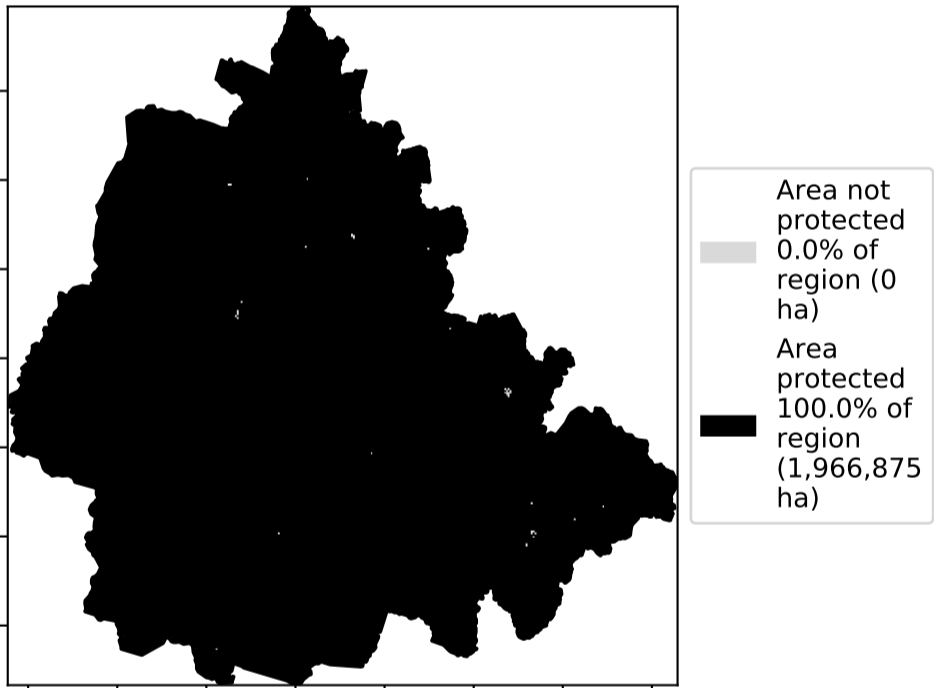 Area not
protected
0.0% of
region (0
ha)
Area
protected
100.0% of
region
(1,966,875
ha)